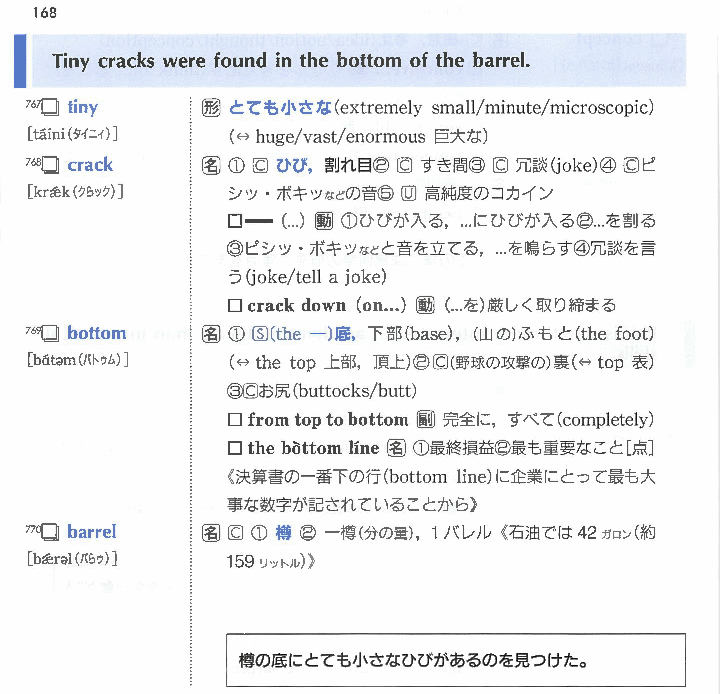 168
Tiny cracks were found in the bottom of the barrel.
767□ tiny 形 とても小さな(extremely small/minute/microscopic)
[táini(タイニィ)] (↔ huge/vast/enormous 巨大な)
768□ crack 名 ① Ⓒ ひび，割れ目② Ⓒ すき間③ Ⓒ 冗談(joke)④ Ⓒピ
[krǽk(クラック)] シッ・ボキッなどの音⑤ Ⓤ 高純度のコカイン
□━ (...) 動 ①ひびが入る，...にひびが入る②...を割る
③ピシッ・ボキッなどと音を立てる，...を鳴らす④冗談を言
う(joke/tell a joke)
□ crack down (on...) 動 (...を)厳しく取り締まる
769□ bottom 名 ① Ⓢ(the ―)底，下部(base)，(山の)ふもと(the foot)
[bάtəm(バトゥム)] (↔ the top 上部，頂上)②Ⓒ(野球の攻撃の)裏(↔ top 表)
③Ⓒお尻(buttocks/butt)
□ from top to bottom 副 完全に，すべて(completely)
□ the bòttom líne 名 ①最終損益②最も重要なこと[点]
《決算書の一番下の行(bottom line)に企業にとって最も大
事な数字が記されていることから》
770□ barrel 名 Ⓒ ① 樽 ② 一樽(分の量)，1 バレル《石油では 42 ガロン(約
[bǽrəl(バらう)] 159 リットル)》
樽の底にとても小さなひびがあるのを見つけた。